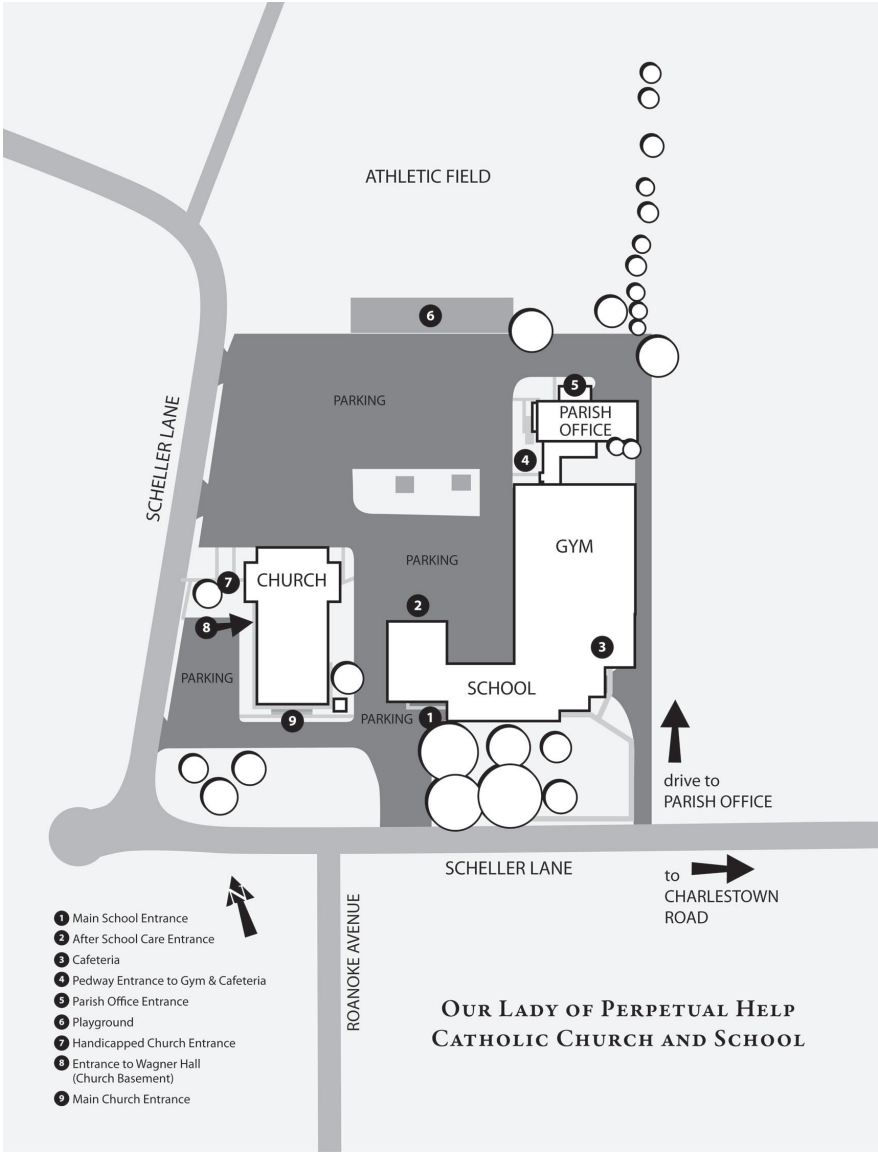 ATHLETIC FIELD
6
SCHELLER LANE
PARKING
5
PARISH
OFFICE
4
GYM
PARKING
7
CHURCH
2
8
3
PARKING
SCHOOL
9
PARKING
1
drive to
PARISH OFFICE
SCHELLER LANE
to
CHARLESTOWN
ROAD
N
ROANOKE AVENUE
1 Main School Entrance
2 After School Care Entrance
3 Cafeteria
4 Pedway Entrance to Gym & Cafeteria
5 Parish Office Entrance
6 Playground
7 Handicapped Church Entrance
8 Entrance to Wagner Hall
(Church Basement)
9 Main Church Entrance
Our Lady of Perpetual Help
Catholic Church and School